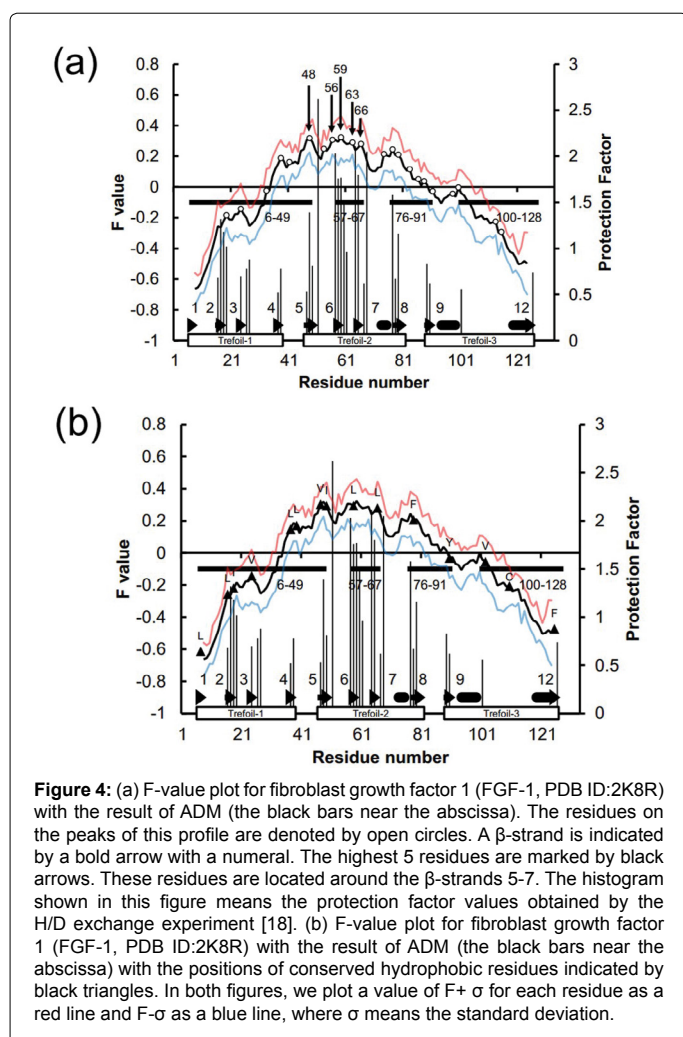 (a)
0.8
0.6
0.4
0.2
0
-0.2
-0.4
-0.6
-0.8
-1
F value
3
2.5
2
1.5
1
0.5
0
Protection Factor
48
56
59
63
66
6-49
57-67
76-91
100-128
1
2
3
4
5
6
7
8
9
12
Trefoil-1
Trefoil-2
Trefoil-3
1
21
41
61
81
101
121
Residue number
(b)
0.8
0.6
0.4
0.2
0
-0.2
-0.4
-0.6
-0.8
-1
F value
3
2.5
2
1.5
1
0.5
0
Protection Factor
L
L
I
V
L
L
V
I
L
L
F
Y
V
C
F
6-49
57-67
76-91
100-128
1
2
3
4
5
6
7
8
9
12
Trefoil-1
Trefoil-2
Trefoil-3
1
21
41
61
81
101
121
Residue number
Figure 4: (a) F-value plot for fibroblast growth factor 1 (FGF-1, PDB ID:2K8R)
with the result of ADM (the black bars near the abscissa). The residues on
the peaks of this profile are denoted by open circles. A β-strand is indicated
by a bold arrow with a numeral. The highest 5 residues are marked by black
arrows. These residues are located around the β-strands 5-7. The histogram
shown in this figure means the protection factor values obtained by the
H/D exchange experiment [18]. (b) F-value plot for fibroblast growth factor
1 (FGF-1, PDB ID:2K8R) with the result of ADM (the black bars near the
abscissa) with the positions of conserved hydrophobic residues indicated by
black triangles. In both figures, we plot a value of F+ σ for each residue as a
red line and F-σ as a blue line, where σ means the standard deviation.